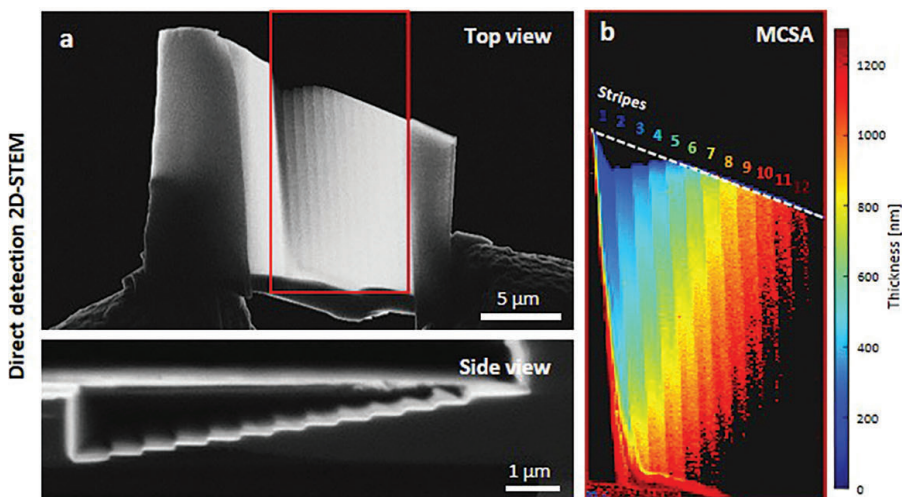 Direct detection 2D-STEM
a
Top view
5 µm
Side view
1 µm
b
MCSA
Stripes
1 2 3 4 5 6 7 8 9 10 11 12
1200
1000
800
600
400
200
0
Thickness [nm]